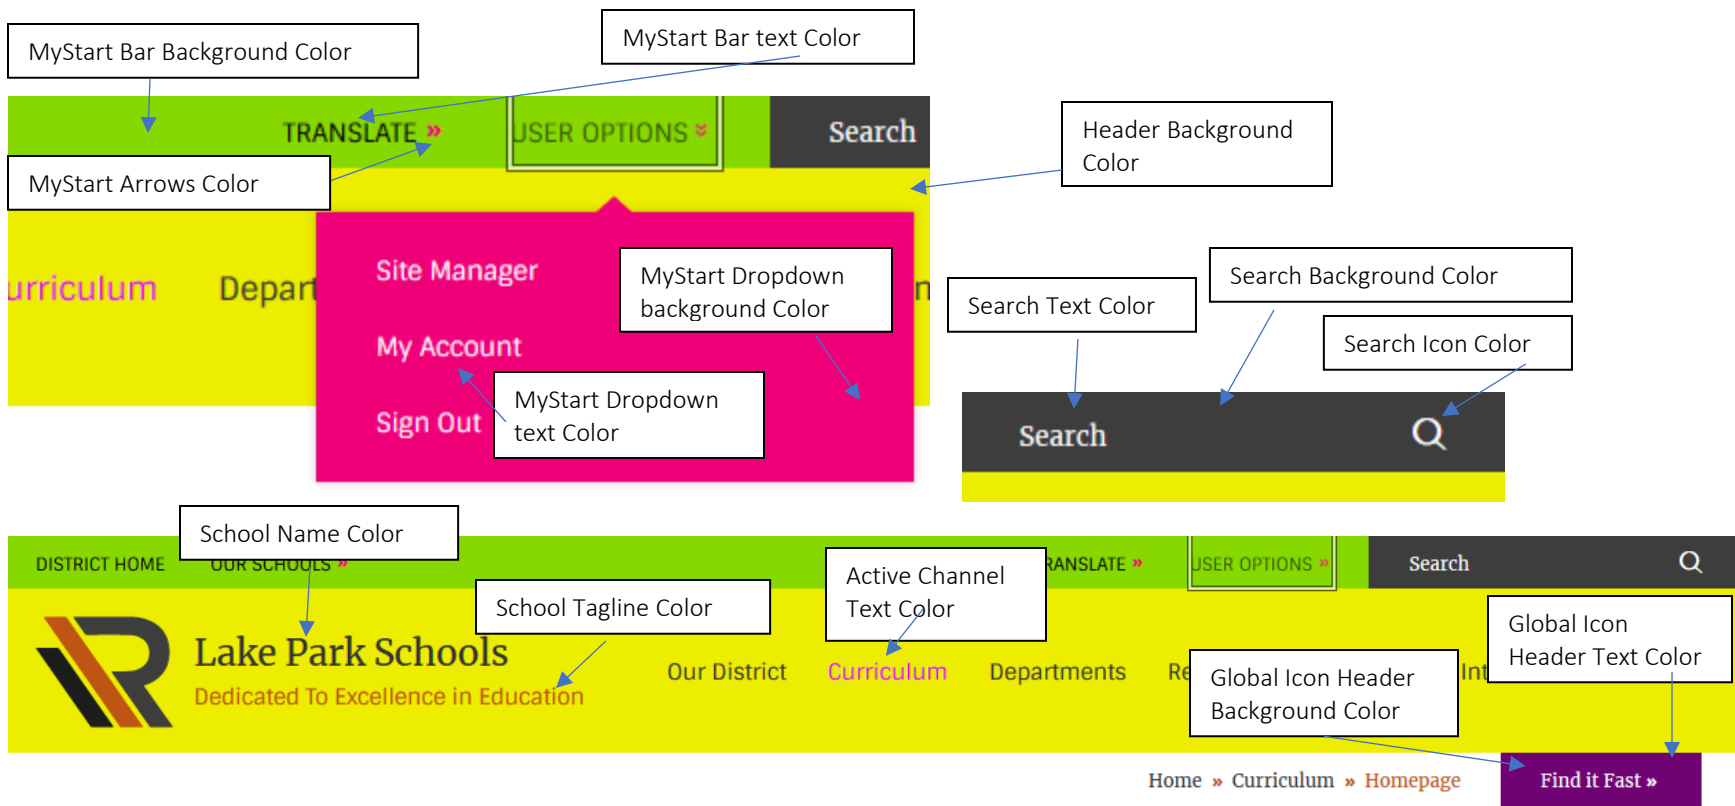 MyStart Bar Background Color
MyStart Bar text Color
TRANSLATE »
USER OPTIONS
Search
Header Background
Color
MyStart Arrows Color
urriculum
Depart
Site Manager
My Account
Sign Out
MyStart Dropdown
background Color
n
MyStart Dropdown
text Color
Search Background Color
Search Text Color
Search Icon Color
Search
School Name Color
DISTRICT HOME
OUR SCHOOLS »
School Tagline Color
Active Channel
Text Color
RANSLATE »
USER OPTIONS »
Search
Global Icon
Header Text Color
Lake Park Schools
Dedicated To Excellence in Education
Our District
Curriculum
Departments
Re
Int
Global Icon Header
Background Color
Home » Curriculum » Homepage
Find it Fast »